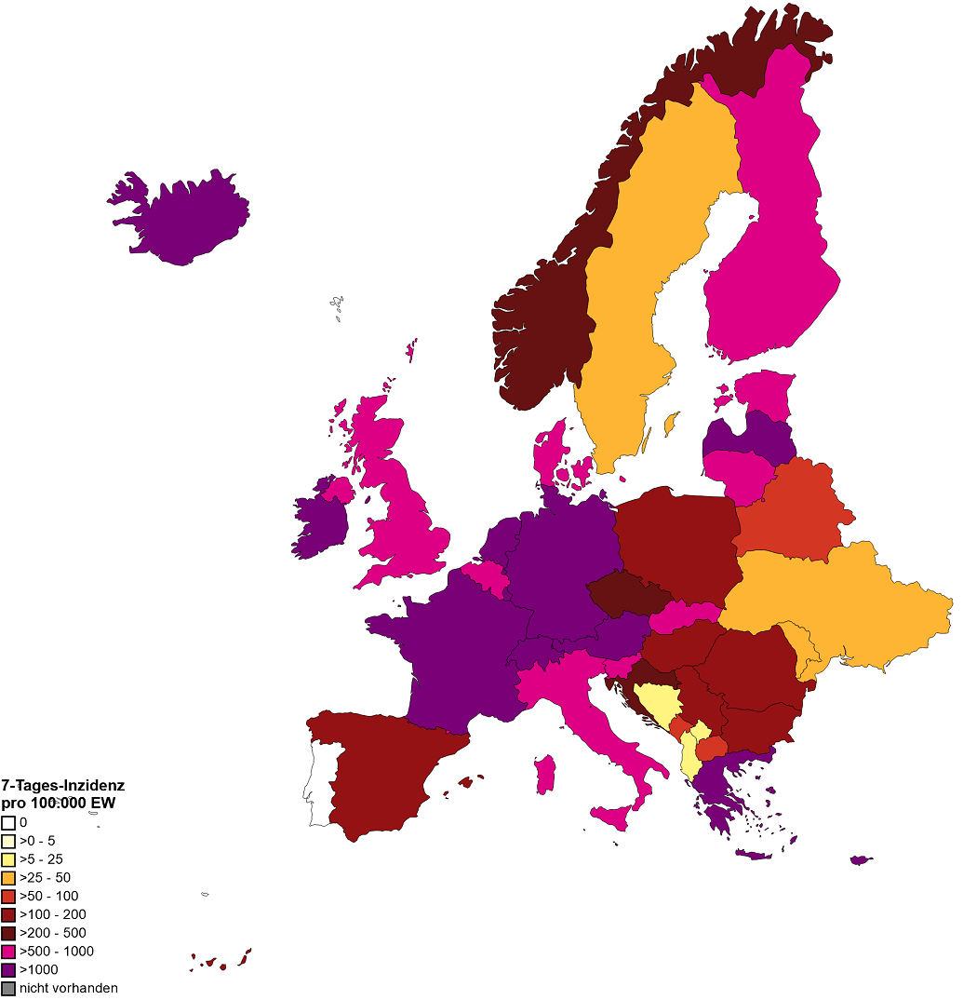 7-Tages-Inzidenz
pro 100.000 EW
0
>0 - 5
>5 - 25
>25 - 50
>50 - 100
>100 - 200
>200 - 500
>500 - 1000
>1000
nicht vorhanden